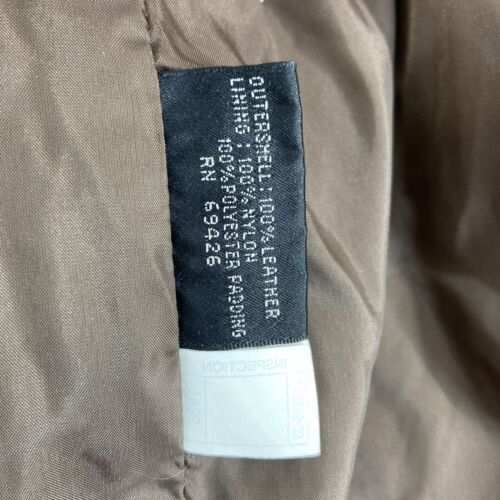 OUTERSHELL : 100% LEATHER
LINING : 100% NYLON
100% POLYESTER PADDING
RN 69426
INSPECTION